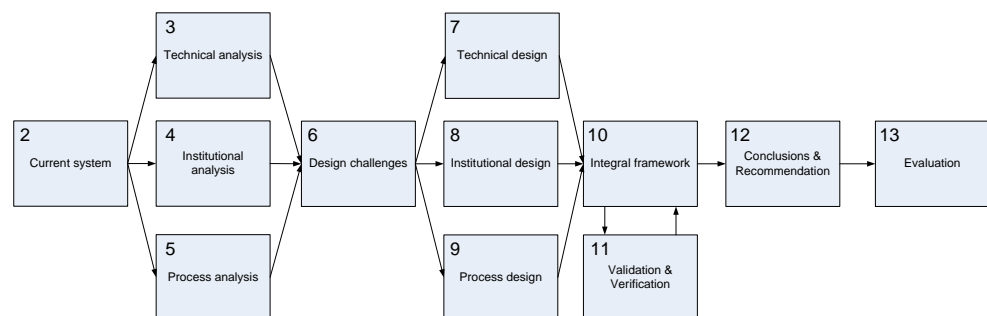 2
Current system
3
Technical analysis
4
Institutional
analysis
5
Process analysis
6
Design challenges
7
Technical design
8
Institutional design
9
Process design
10
Integral framework
11
Validation &
Verification
12
Conclusions &
Recommendation
13
Evaluation